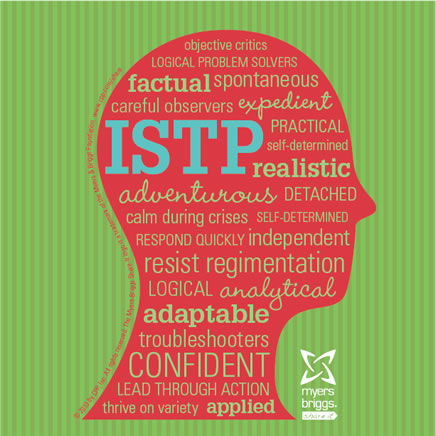 objective critics
LOGICAL PROBLEM SOLVERS
factual spontaneous
careful observers expedient
ISTP
PRACTICAL
self-determined
realistic
adventurous DETACHED
calm during crises SELF-DETERMINED
RESPOND QUICKLY independent
resist regimentation
LOGICAL analytical
adaptable
troubleshooters
CONFIDENT
LEAD THROUGH ACTION
thrive on variety applied
myers
briggs®
share it